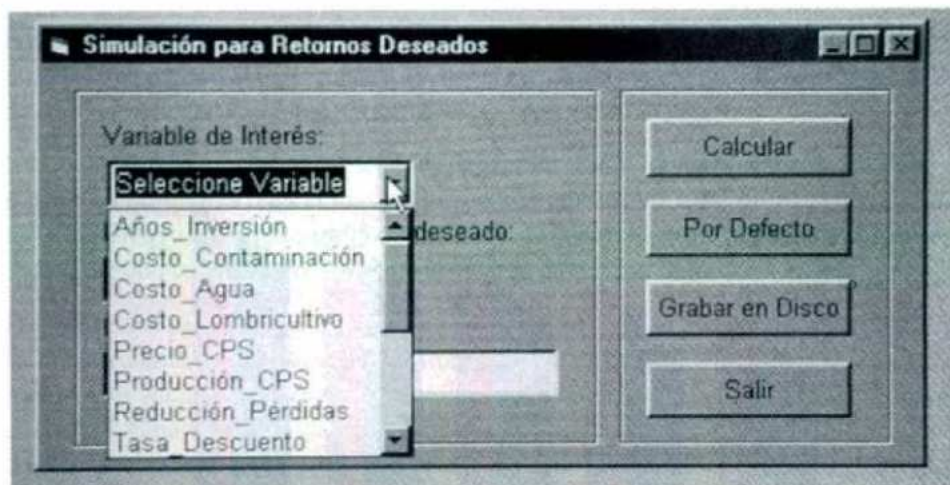 Simulación para Retornos Deseados
Variable de Interés:
Seleccione Variable
Años_Inversión
deseado:
Costo_Contaminación
Costo_Agua
Costo_Lombricultivo
Precio_CPS
Producción_CPS
Reducción_Pérdidas
Tasa_Descuento
Calcular
Por Defecto
Grabar en Disco
Salir